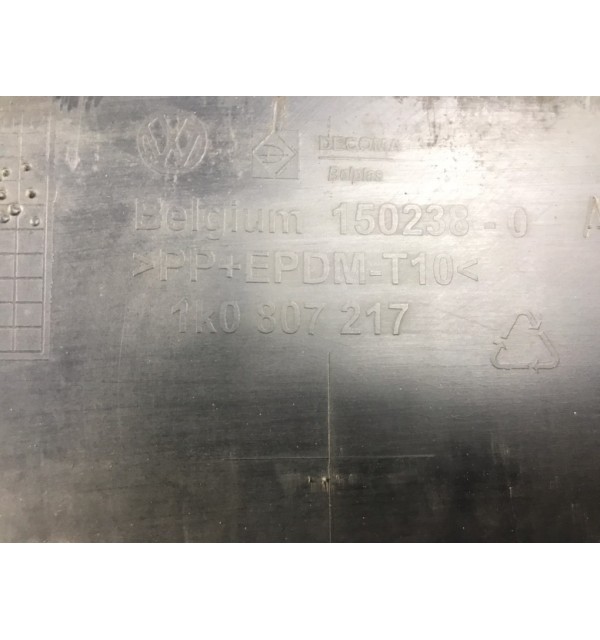 DECOMA
Belplas
Belgium 150238-0 A
>PP+EPDM-T10<
1k0 807 217